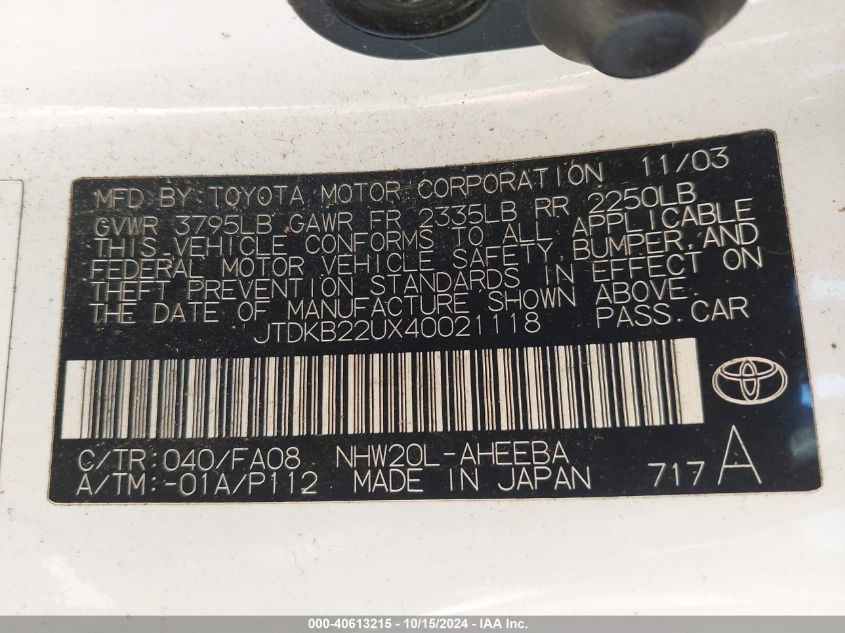 MFD BY TOYOTA MOTOR CORPORATION 11/03
GVWR 3795LB GAWR FR 2335LB RR 2250LB
THIS VEHICLE CONFORMS TO ALL APPLICABLE
FEDERAL MOTOR VEHICLE SAFETY, BUMPER, AND
THEFT PREVENTION STANDARDS IN EFFECT ON
THE DATE OF MANUFACTURE SHOWN ABOVE.
JTDKB22UX40021118 PASS.CAR
C/TR:040/FA08 NHW20L-AHEEBA
A/TM:-01A/P112 MADE IN JAPAN 717A
000-40613215 - 10/15/2024 - IAA Inc.